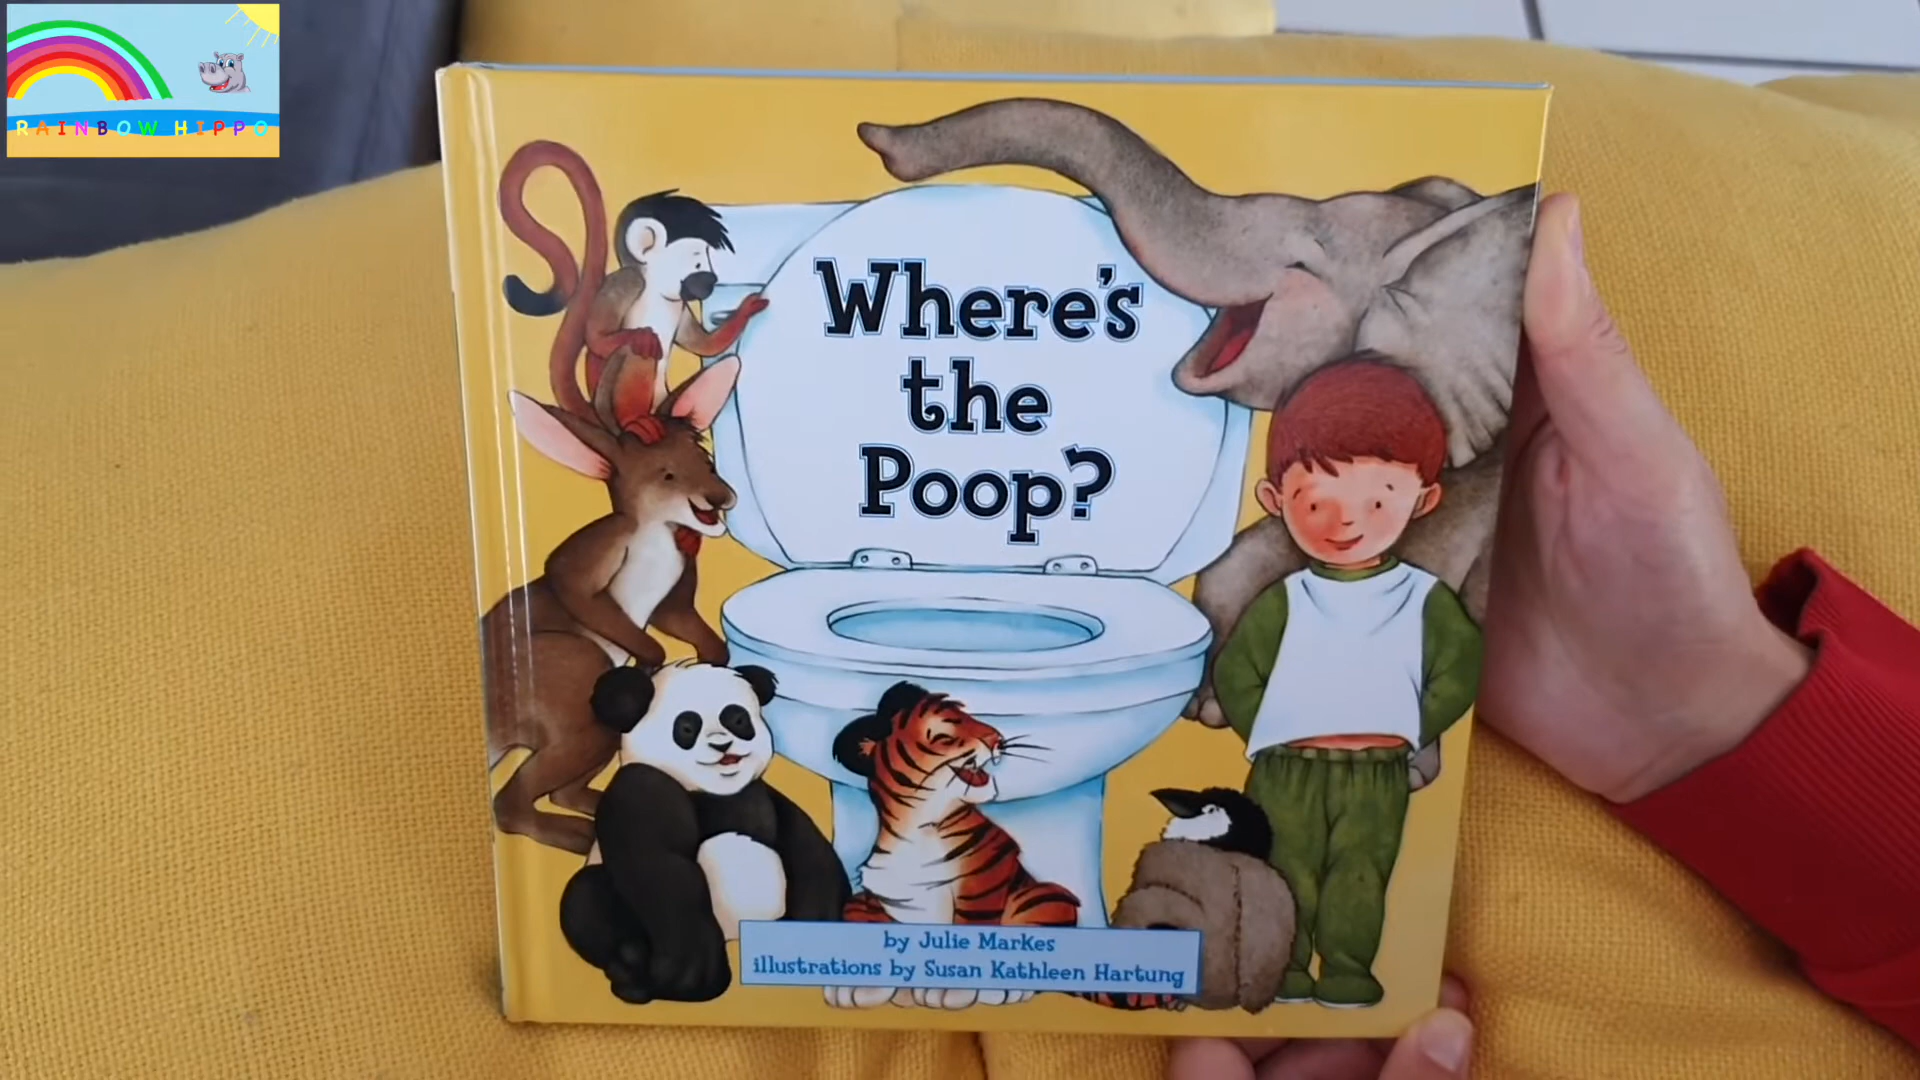 RAINBOW HIPPO
Where's
the
Poop?
by Julie Markes
illustrations by Susan Kathleen Hartung